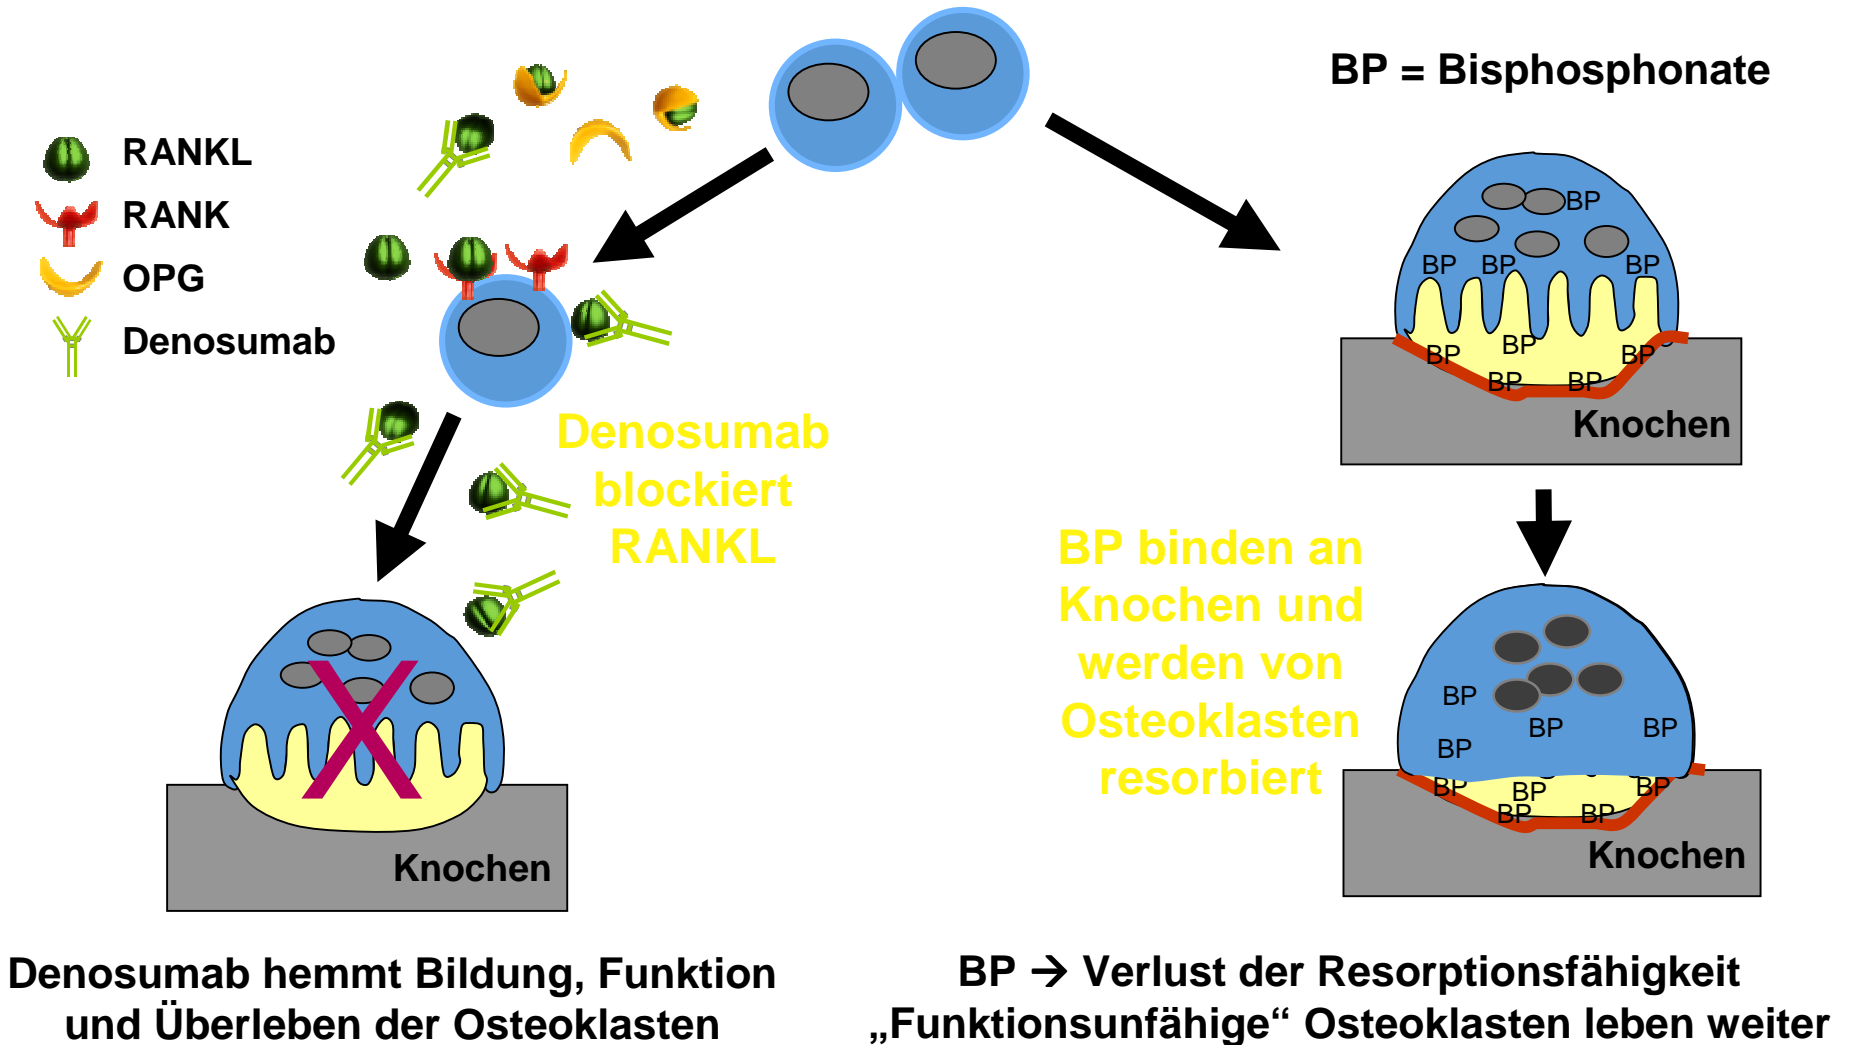 BP = Bisphosphonate
RANKL
RANK
OPG
Denosumab
Denosumab
blockiert
RANKL
BP
BP
BP
BP
BP
BP
BP
BP
BP
Knochen
BP binden an
Knochen und
werden von
Osteoklasten
resorbiert
BP
BP
BP
BP
BP
BP
BP
BP
BP
Knochen
Knochen
Denosumab hemmt Bildung, Funktion
und Überleben der Osteoklasten
BP → Verlust der Resorptionsfähigkeit
„Funktionsunfähige“ Osteoklasten leben weiter